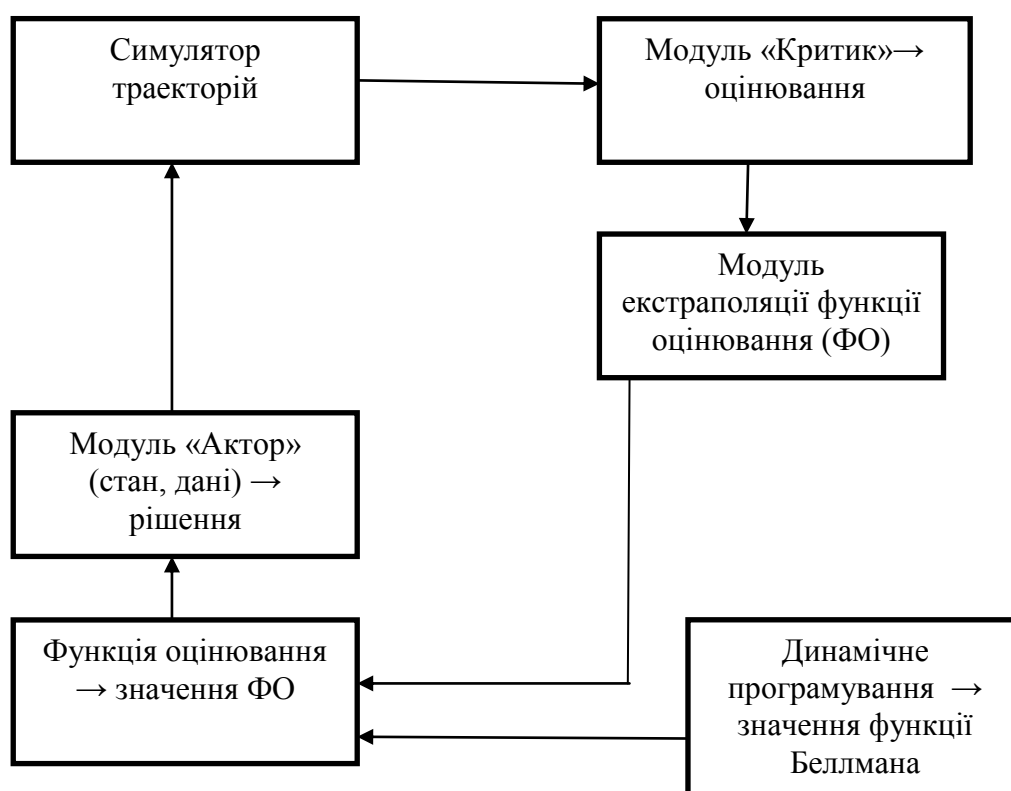 Симулятор
траекторій
Модуль «Критик»→
оцінювання
Модуль
екстраполяції функції
оцінювання (ФО)
Модуль «Актор»
(стан, дані) →
рішення
Функція оцінювання
→ значення ФО
Динамічне
програмування →
значення функції
Беллмана